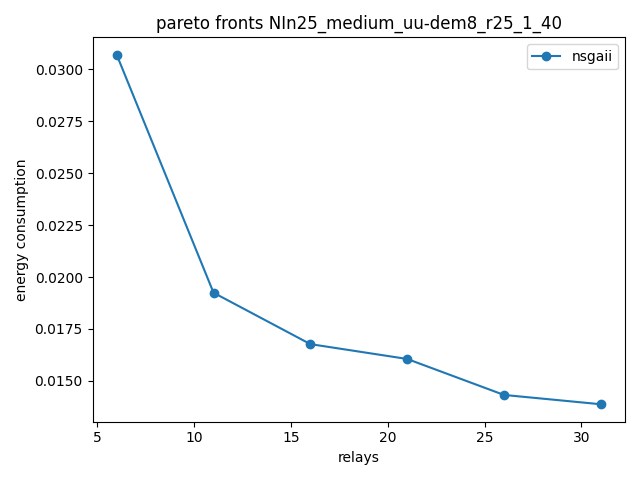 pareto fronts NIn25_medium_uu-dem8_r25_1_40
nsgaii
0.0300
0.0275
0.0250
0.0225
0.0200
0.0175
0.0150
energy consumption
5 10 15 20 25 30
relays